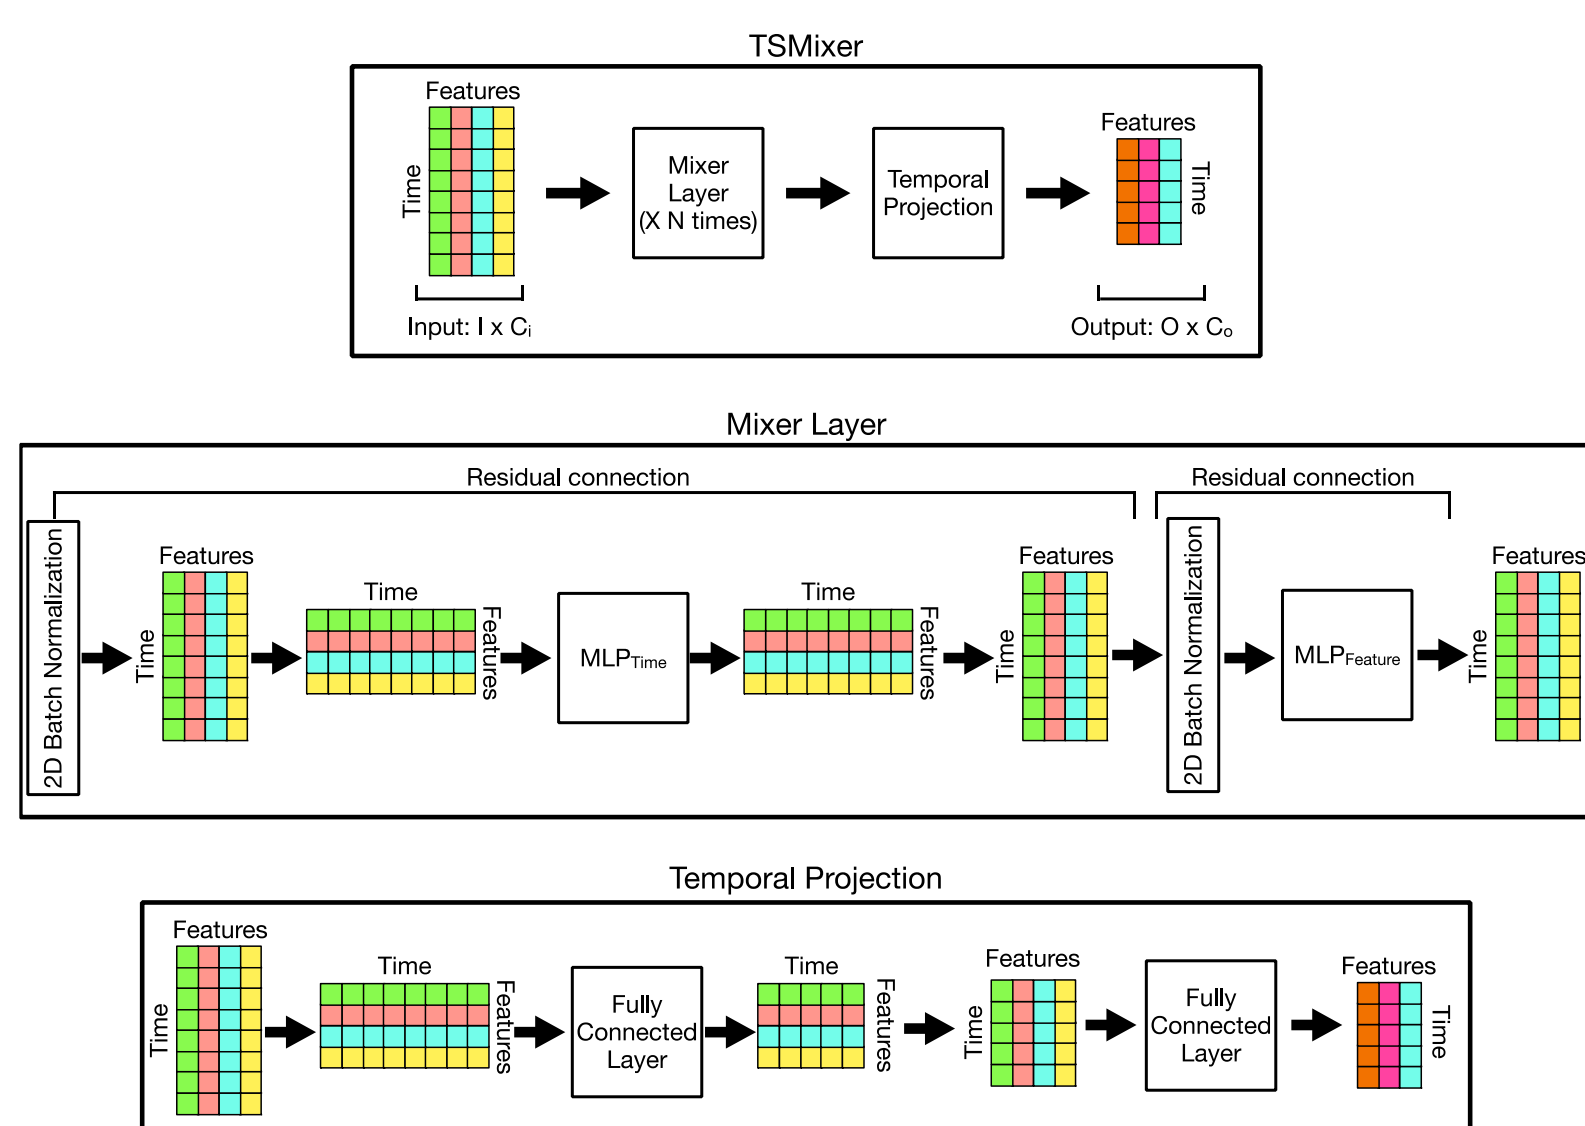 TSMixer
Features
Time
Mixer
Layer
(X N times)
Temporal
Projection
Features
Time
Input: I x Cᵢ
Output: O x Cₒ
Mixer Layer
Residual connection
Residual connection
2D Batch Normalization
Features
Time
Time
Features
MLP_Time
Time
Features
Features
Time
2D Batch Normalization
MLP_Feature
Features
Time
Temporal Projection
Features
Time
Time
Features
Fully
Connected
Layer
Time
Features
Features
Time
Fully
Connected
Layer
Features
Time